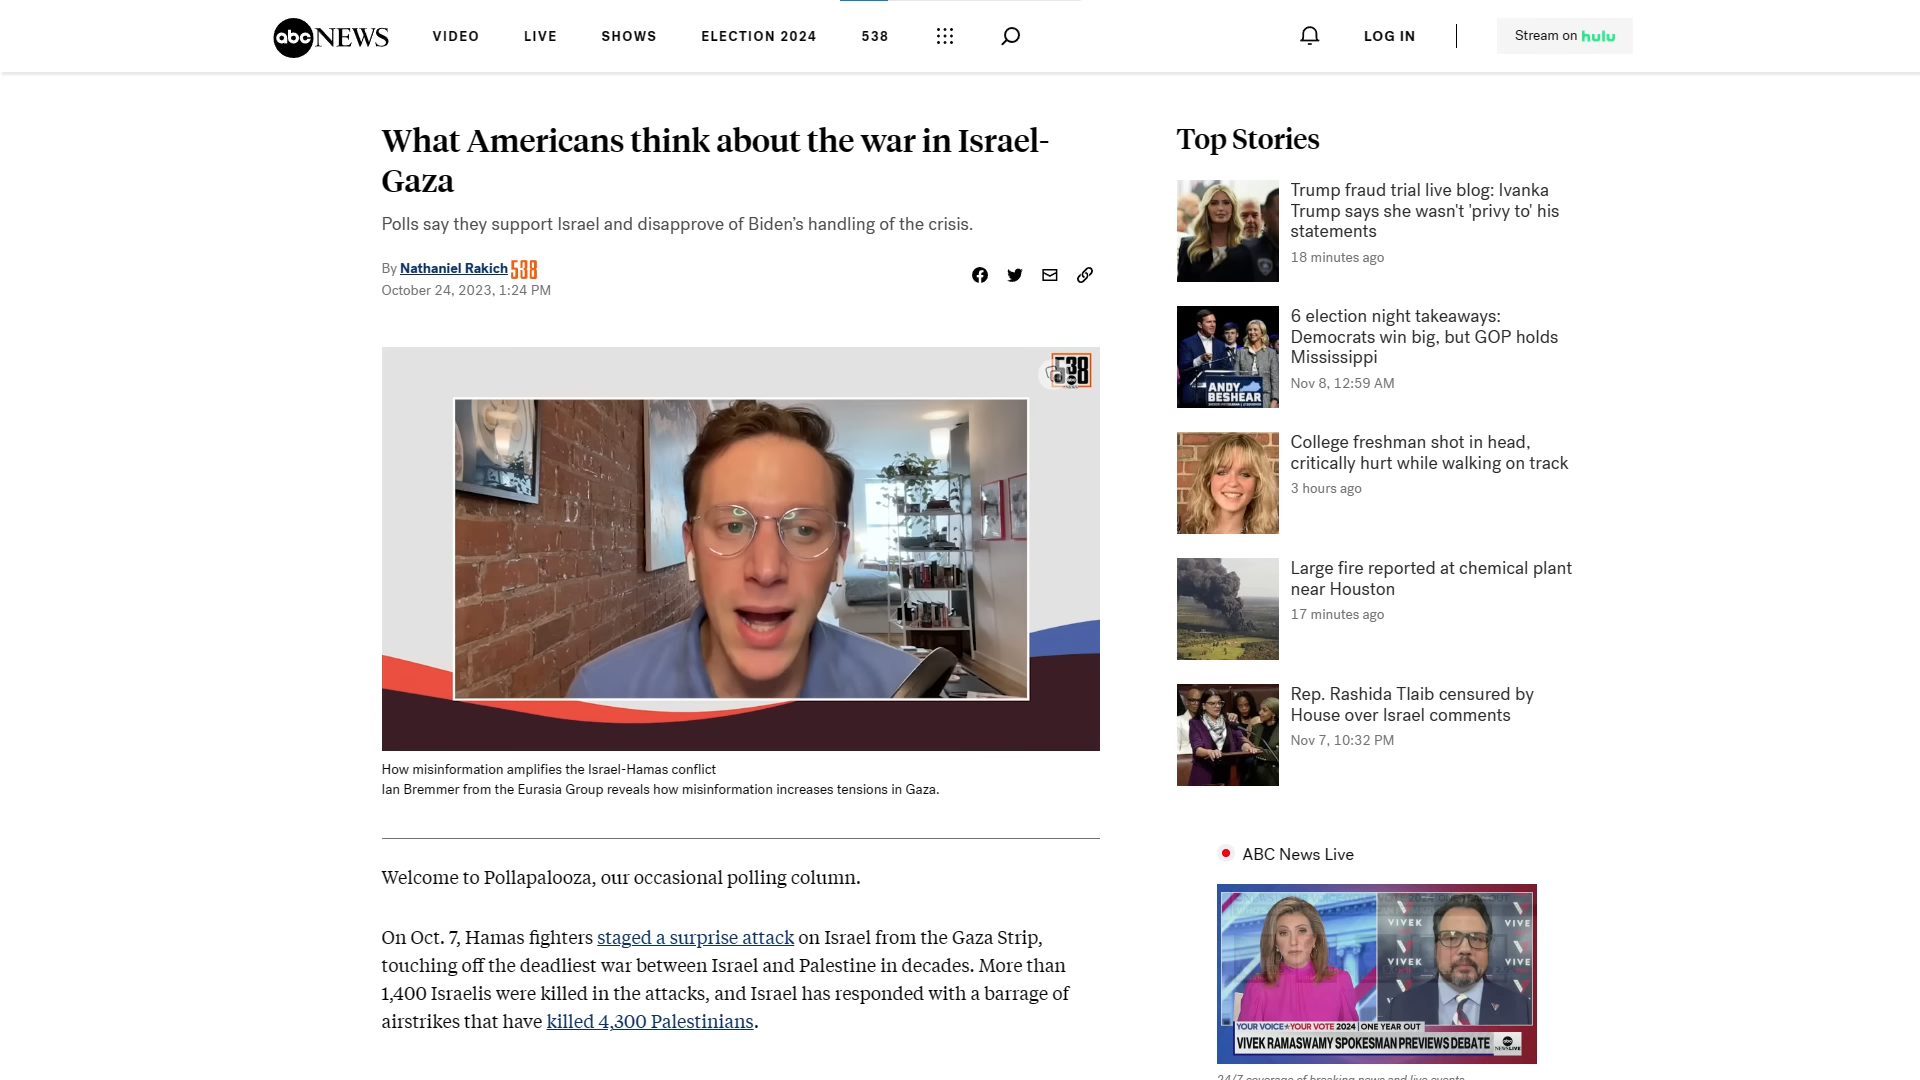 abc NEWS
VIDEO
LIVE
SHOWS
ELECTION 2024
538
LOG IN
Stream on hulu
What Americans think about the war in Israel-
Gaza
Polls say they support Israel and disapprove of Biden’s handling of the crisis.
By Nathaniel Rakich 538
October 24, 2023, 1:24 PM
538
How misinformation amplifies the Israel-Hamas conflict
Ian Bremmer from the Eurasia Group reveals how misinformation increases tensions in Gaza.
Welcome to Pollapalooza, our occasional polling column.
On Oct. 7, Hamas fighters staged a surprise attack on Israel from the Gaza Strip,
touching off the deadliest war between Israel and Palestine in decades. More than
1,400 Israelis were killed in the attacks, and Israel has responded with a barrage of
airstrikes that have killed 4,300 Palestinians.
Top Stories
Trump fraud trial live blog: Ivanka
Trump says she wasn't 'privy to' his
statements
18 minutes ago
6 election night takeaways:
Democrats win big, but GOP holds
Mississippi
Nov 8, 12:59 AM
ANDY
BESHEAR
College freshman shot in head,
critically hurt while walking on track
3 hours ago
Large fire reported at chemical plant
near Houston
17 minutes ago
Rep. Rashida Tlaib censured by
House over Israel comments
Nov 7, 10:32 PM
ABC News Live
VIVEK
VIVE
VIVEK
VIVE
YOUR VOICE★YOUR VOTE 2024 | ONE YEAR OUT
VIVEK RAMASWAMY SPOKESMAN PREVIEWS DEBATE
24/7 coverage of breaking news and live events